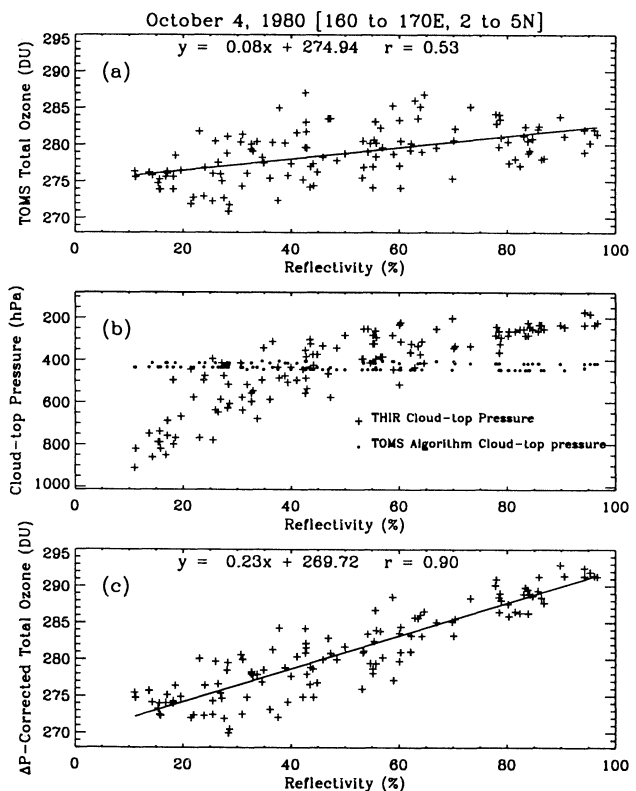 October 4, 1980 [160 to 170E, 2 to 5N]
y = 0.08x + 274.94 r = 0.53
(a)
TOMS Total Ozone (DU)
295
290
285
280
275
270
0 20 40 60 80 100
Reflectivity (%)
(b)
Cloud-top Pressure (hPa)
200
400
600
800
1000
+ THIR Cloud-top Pressure
• TOMS Algorithm Cloud-top pressure
0 20 40 60 80 100
Reflectivity (%)
y = 0.23x + 269.72 r = 0.90
(c)
ΔP-Corrected Total Ozone (DU)
295
290
285
280
275
270
0 20 40 60 80 100
Reflectivity (%)